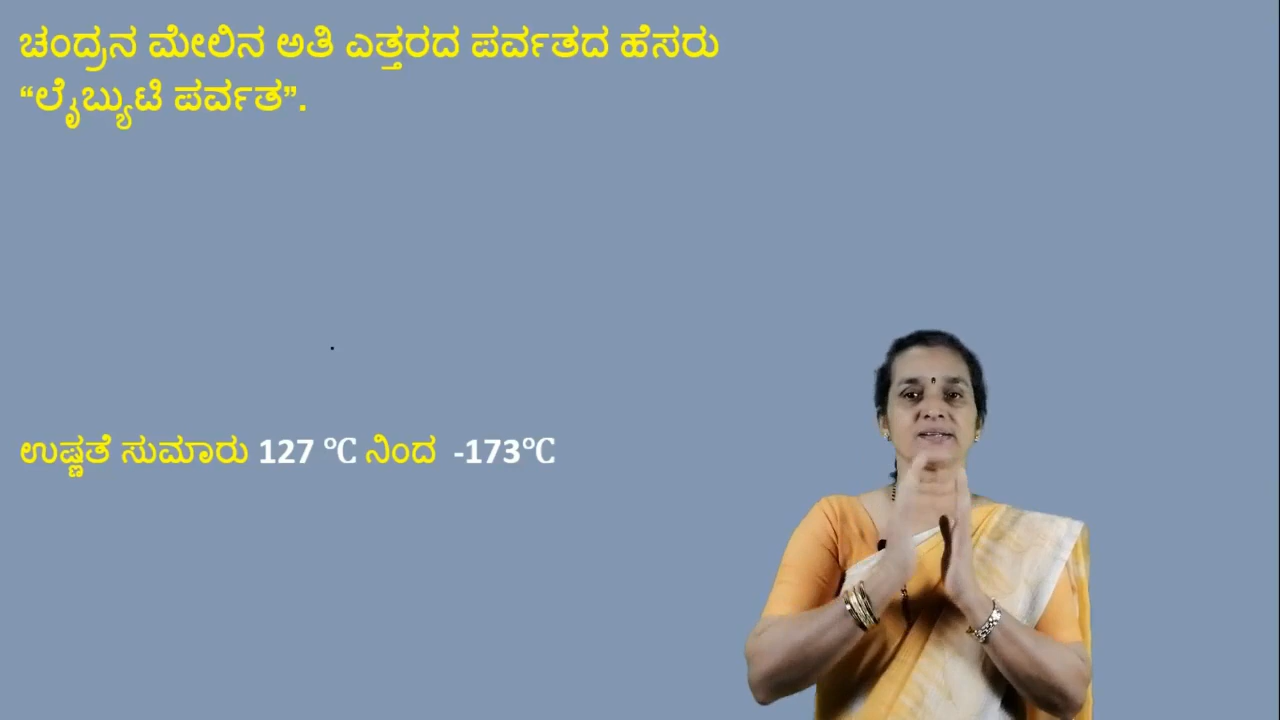 ಚಂದ್ರನ ಮೇಲಿನ ಅತಿ ಎತ್ತರದ ಪರ್ವತದ ಹೆಸರು
“ಲೈಬ್ಯುಟಿ ಪರ್ವತ”.
ಉಷ್ಣತೆ ಸುಮಾರು 127 ℃ ನಿಂದ -173℃